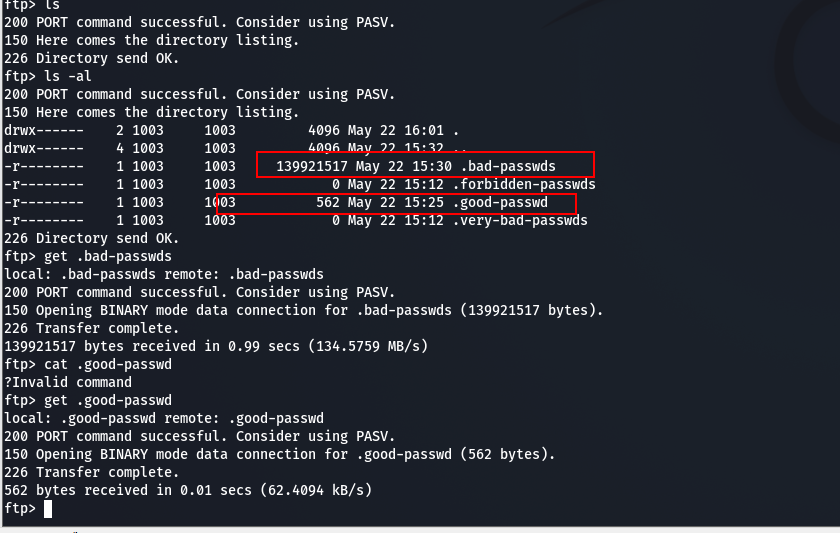 ftp> ls
200 PORT command successful. Consider using PASV.
150 Here comes the directory listing.
226 Directory send OK.
ftp> ls -al
200 PORT command successful. Consider using PASV.
150 Here comes the directory listing.
drwx------    2 1003     1003         4096 May 22 16:01 .
drwx------    4 1003     1003         4096 May 22 15:32 ..
-r--------    1 1003     1003     139921517 May 22 15:30 .bad-passwds
-r--------    1 1003     1003            0 May 22 15:12 .forbidden-passwds
-r--------    1 1003     1003          562 May 22 15:25 .good-passwd
-r--------    1 1003     1003            0 May 22 15:12 .very-bad-passwds
226 Directory send OK.
ftp> get .bad-passwds
local: .bad-passwds remote: .bad-passwds
200 PORT command successful. Consider using PASV.
150 Opening BINARY mode data connection for .bad-passwds (139921517 bytes).
226 Transfer complete.
139921517 bytes received in 0.99 secs (134.5759 MB/s)
ftp> cat .good-passwd
?Invalid command
ftp> get .good-passwd
local: .good-passwd remote: .good-passwd
200 PORT command successful. Consider using PASV.
150 Opening BINARY mode data connection for .good-passwd (562 bytes).
226 Transfer complete.
562 bytes received in 0.01 secs (62.4094 kB/s)
ftp>